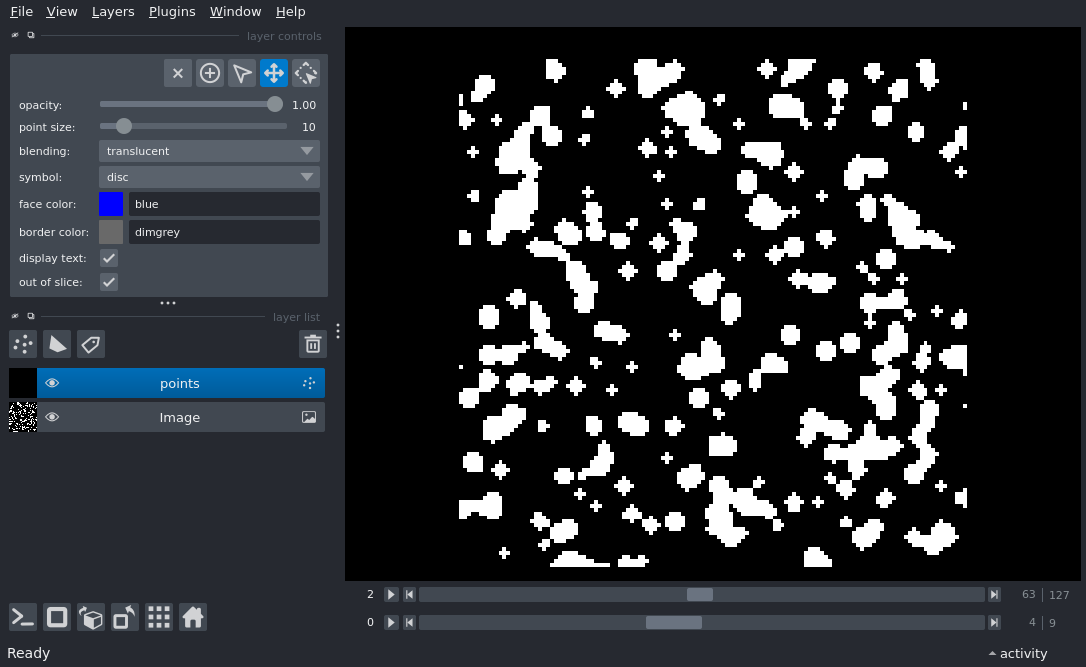 File View Layers Plugins Window Help
layer controls
opacity: 1.00
point size: 10
blending: translucent
symbol: disc
face color: blue
border color: dimgrey
display text:
out of slice:
layer list
points
Image
2 63 127
0 4 9
Ready activity